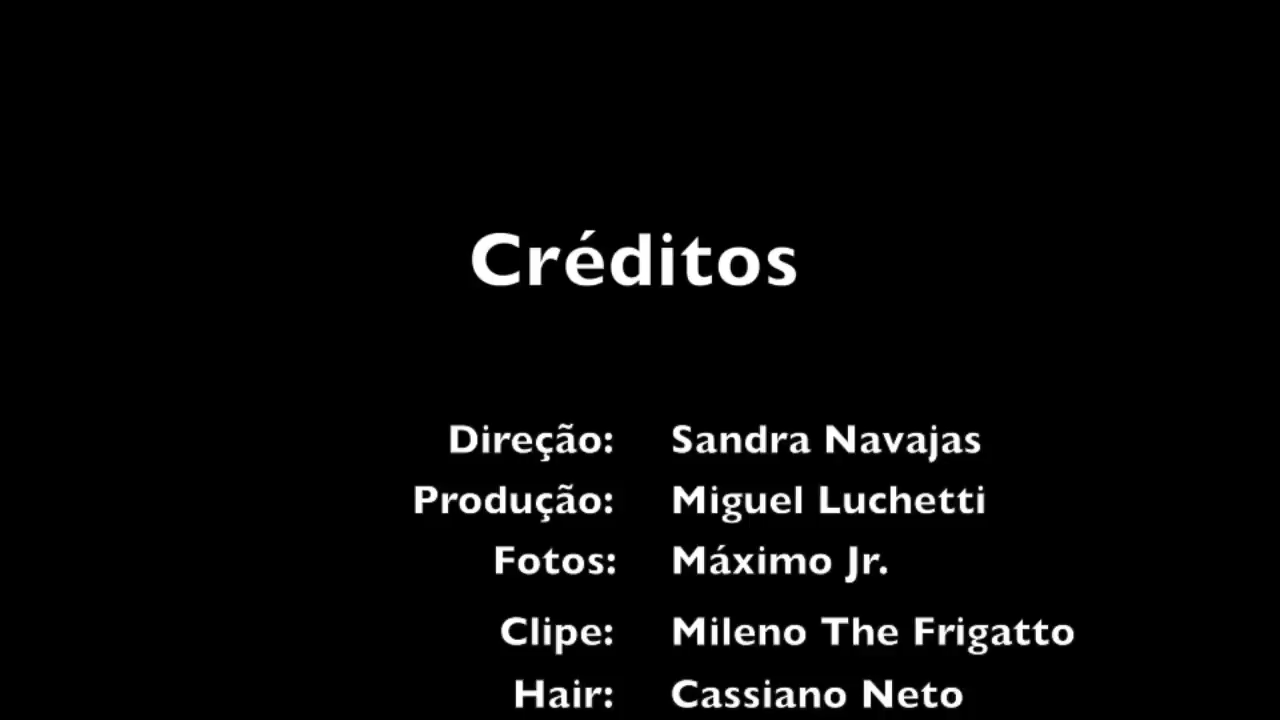 Créditos
Direção: Sandra Navajas
Produção: Miguel Luchetti
Fotos: Máximo Jr.
Clipe: Mileno The Frigatto
Hair: Cassiano Neto